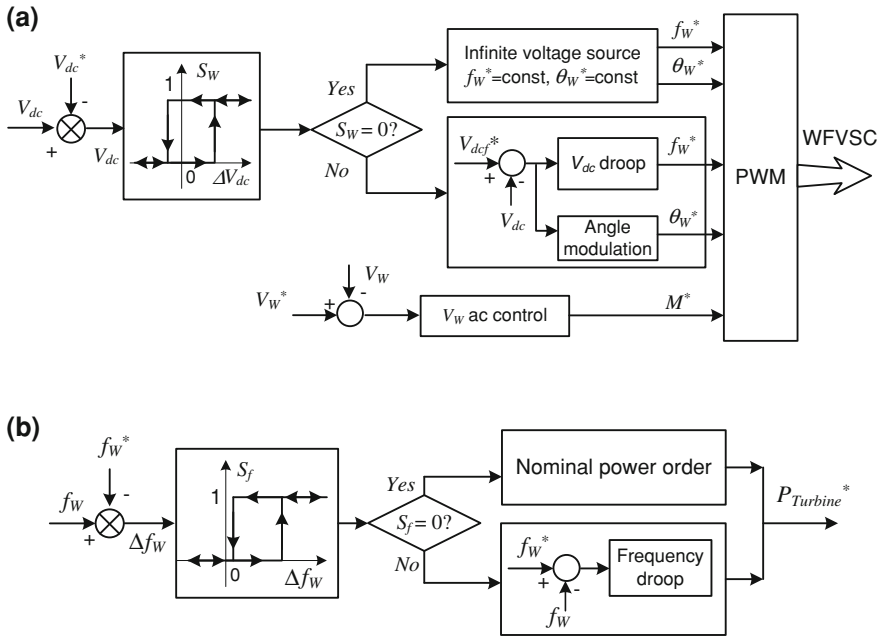 (a)
V_dc*
-
V_dc
+
V_dc
S_W
1
0
ΔV_dc
Yes
S_W = 0?
No
Infinite voltage source
f_W*=const, θ_W*=const
f_W*
θ_W*
V_dcf*
+
-
V_dc
V_dc droop
f_W*
Angle
modulation
θ_W*
PWM
WFVSC
V_W
-
V_W*
+
V_W ac control
M*
(b)
f_W*
-
f_W
+
Δf_W
S_f
1
0
Δf_W
Yes
S_f = 0?
No
Nominal power order
f_W*
+
-
f_W
Frequency
droop
P_Turbine*